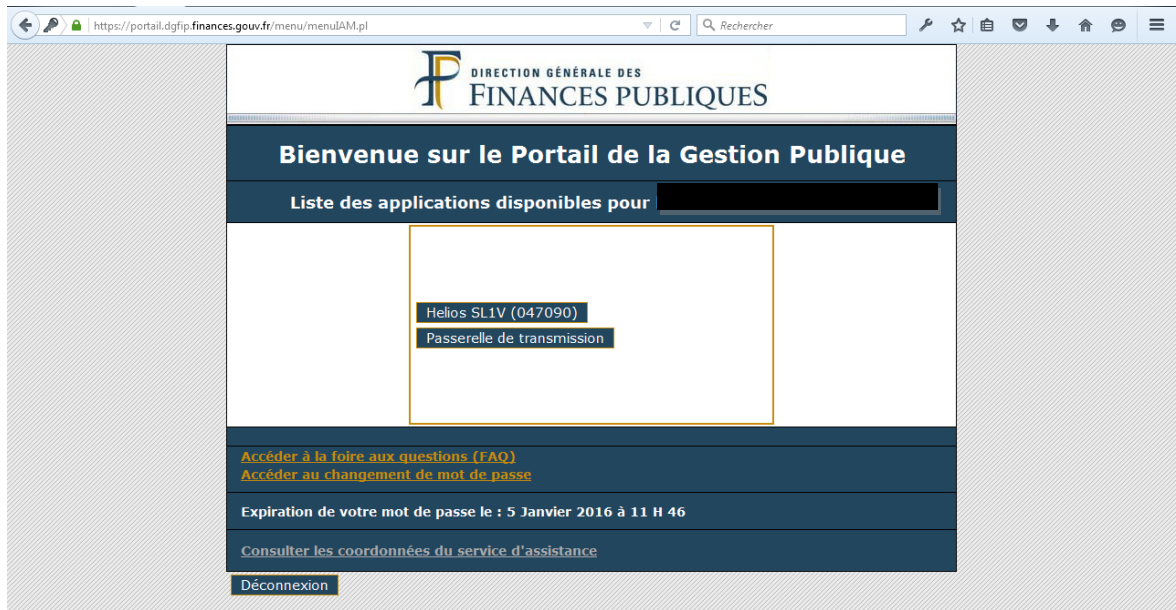 https://portail.dgfip.finances.gouv.fr/menu/menuIAM.pl
Rechercher
DIRECTION GÉNÉRALE DES
FINANCES PUBLIQUES
Bienvenue sur le Portail de la Gestion Publique
Liste des applications disponibles pour
Helios SL1V (047090)
Passerelle de transmission
Accéder à la foire aux questions (FAQ)
Accéder au changement de mot de passe
Expiration de votre mot de passe le : 5 Janvier 2016 à 11 H 46
Consulter les coordonnées du service d'assistance
Déconnexion